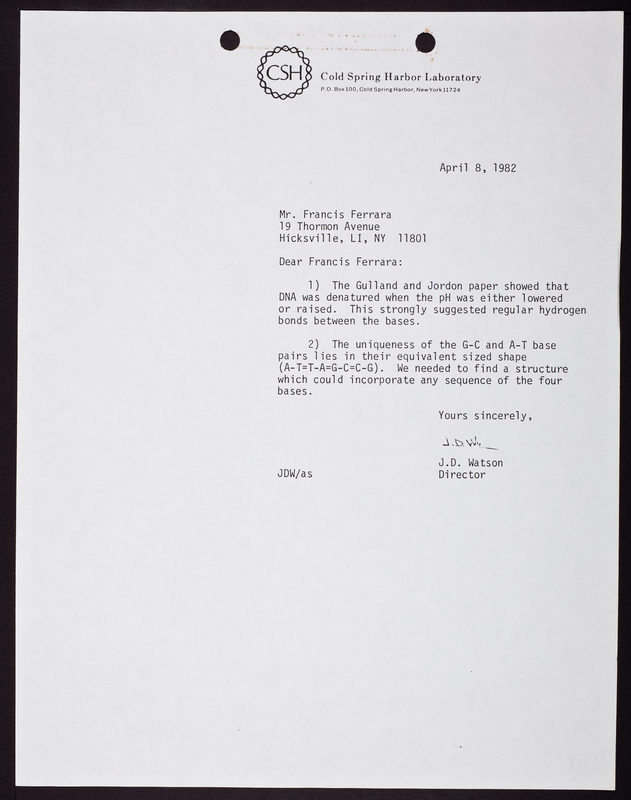 CSH
Cold Spring Harbor Laboratory
P.O. Box 100, Cold Spring Harbor, New York 11724
April 8, 1982
Mr. Francis Ferrara
19 Thormon Avenue
Hicksville, LI, NY  11801
Dear Francis Ferrara:
1)  The Gulland and Jordon paper showed that
DNA was denatured when the pH was either lowered
or raised.  This strongly suggested regular hydrogen
bonds between the bases.
2)  The uniqueness of the G-C and A-T base
pairs lies in their equivalent sized shape
(A-T=T-A=G-C=C-G).  We needed to find a structure
which could incorporate any sequence of the four
bases.
Yours sincerely,
J.D. Watson
JDW/as Director